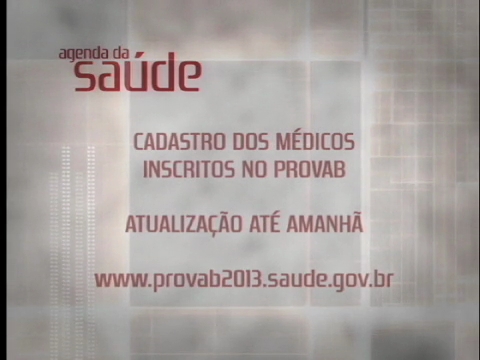 agenda da
saúde
CADASTRO DOS MÉDICOS
INSCRITOS NO PROVAB
ATUALIZAÇÃO ATÉ AMANHÃ
www.provab2013.saude.gov.br